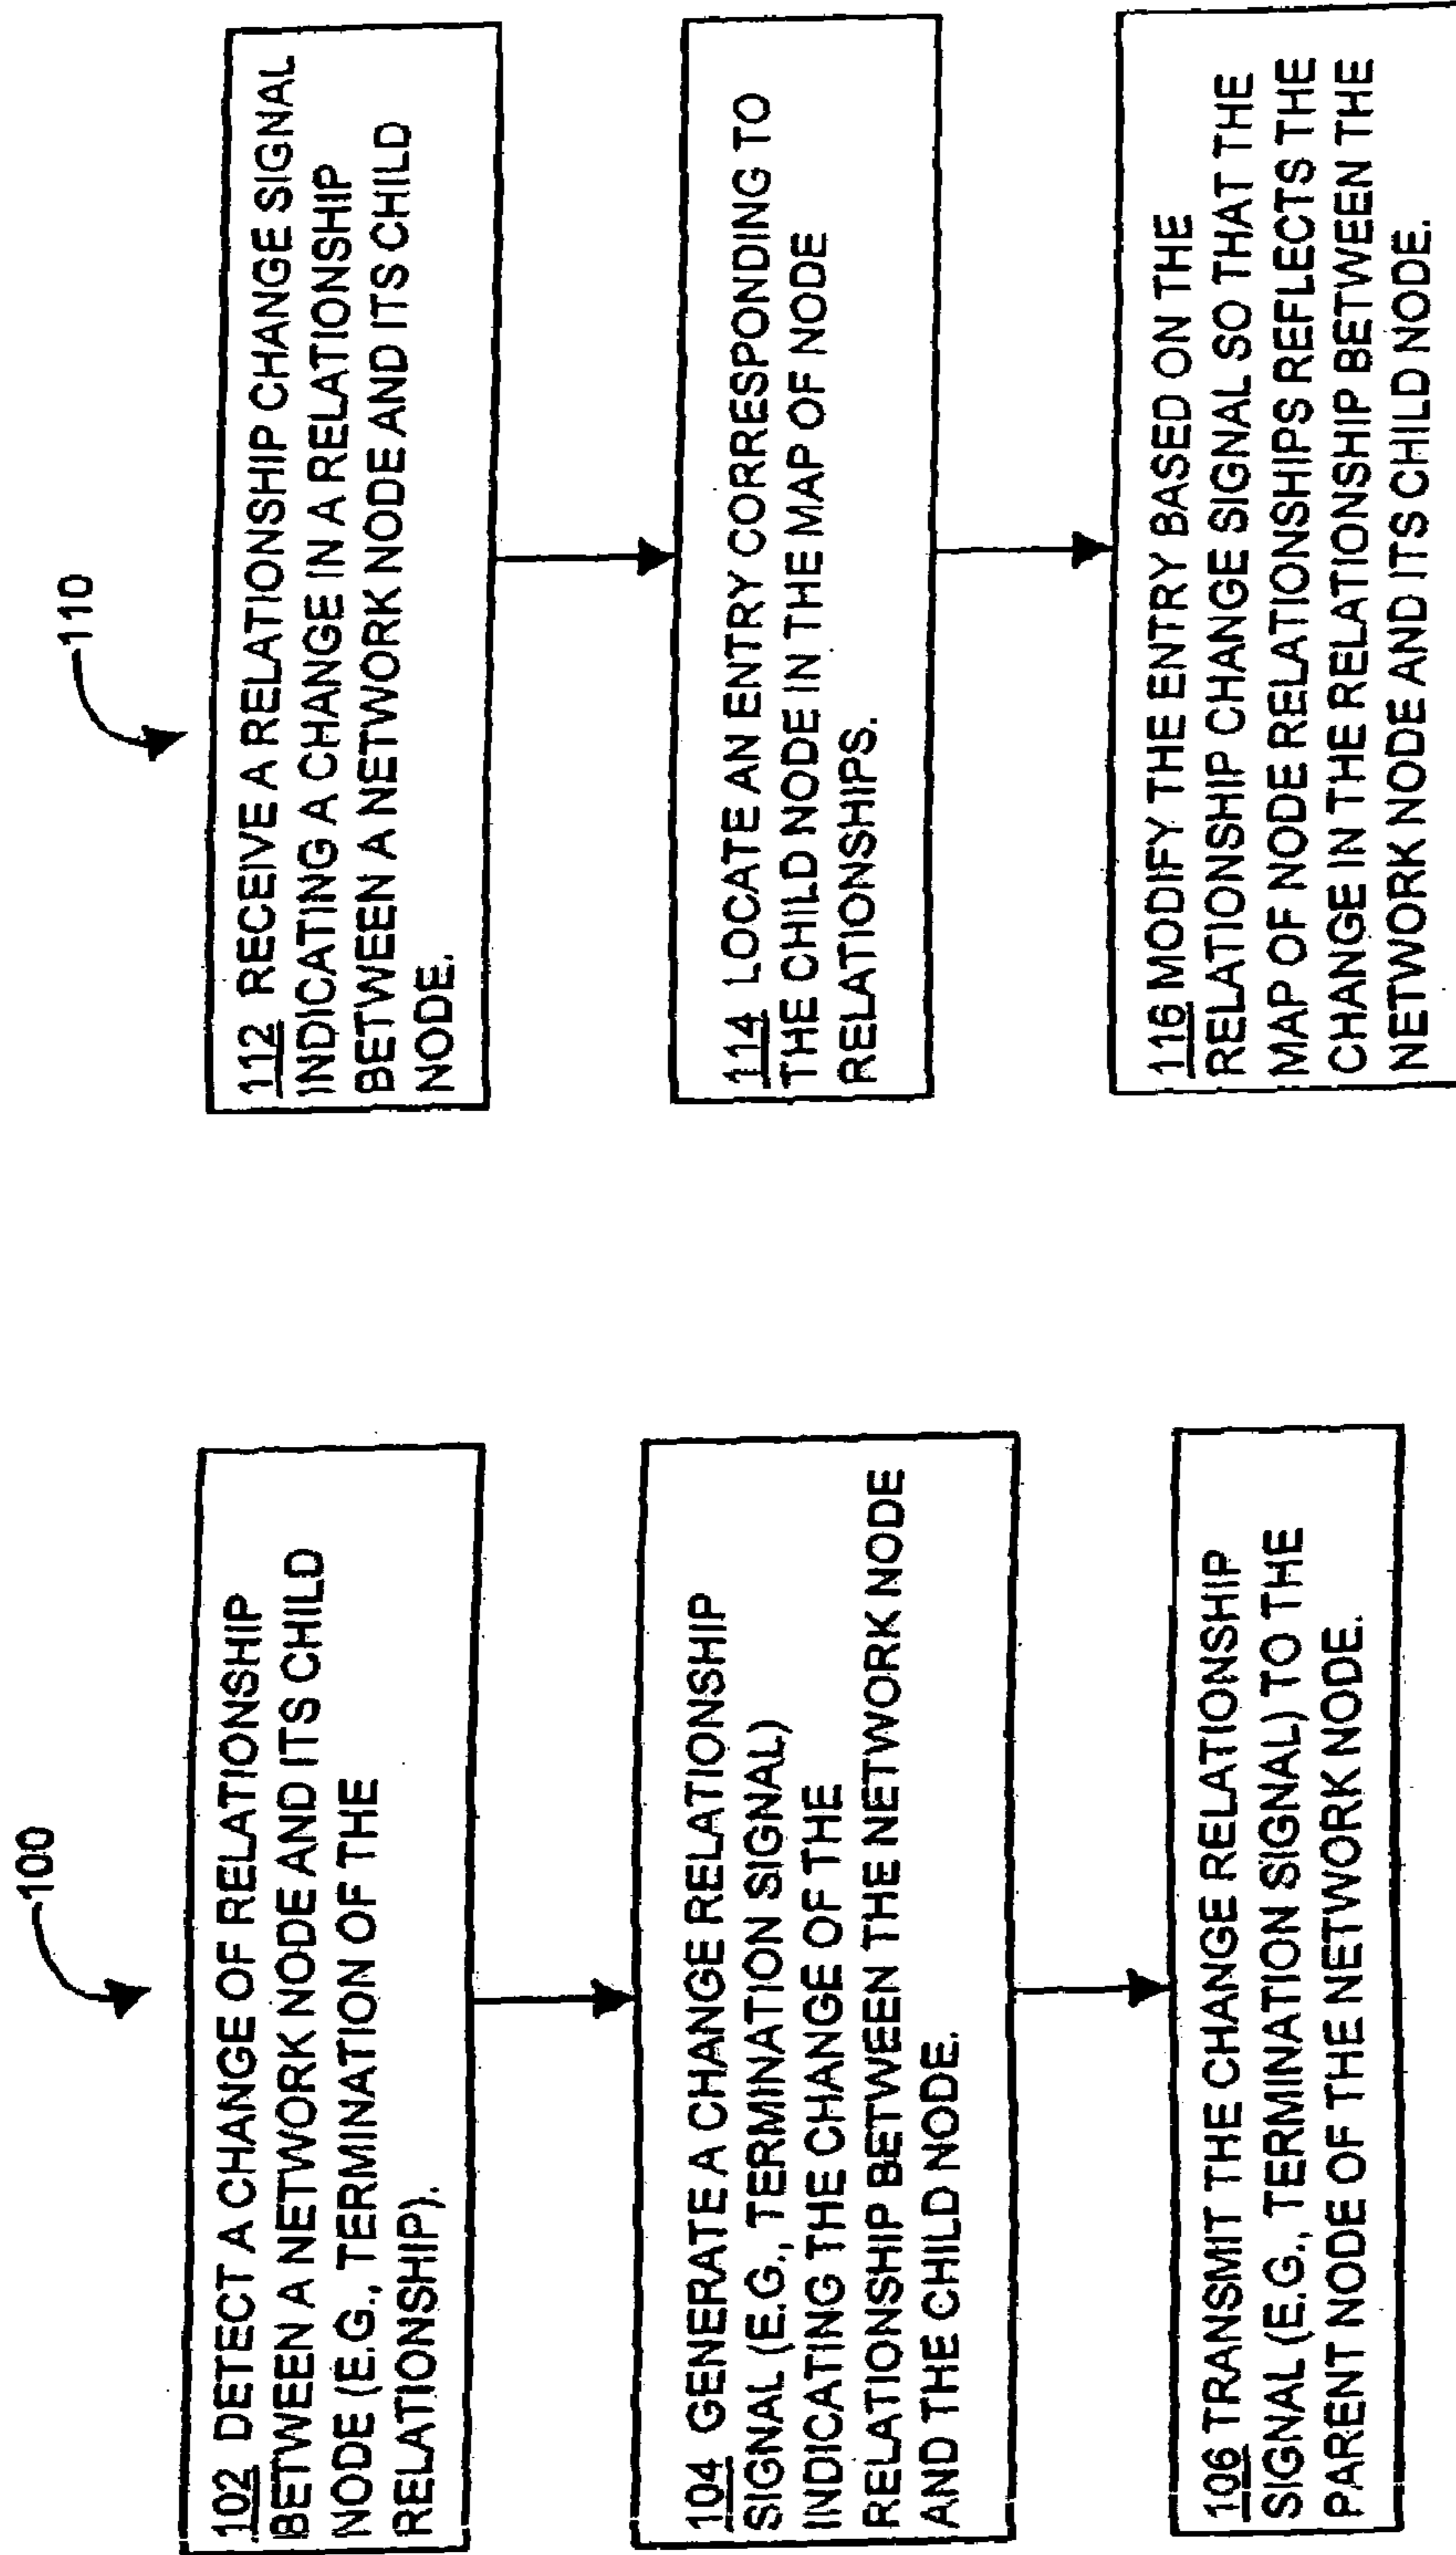 100
102 DETECT A CHANGE OF RELATIONSHIP
BETWEEN A NETWORK NODE AND ITS CHILD
NODE (E.G., TERMINATION OF THE
RELATIONSHIP).
104 GENERATE A CHANGE RELATIONSHIP
SIGNAL (E.G., TERMINATION SIGNAL)
INDICATING THE CHANGE OF THE
RELATIONSHIP BETWEEN THE NETWORK NODE
AND THE CHILD NODE.
106 TRANSMIT THE CHANGE RELATIONSHIP
SIGNAL (E.G., TERMINATION SIGNAL) TO THE
PARENT NODE OF THE NETWORK NODE.
110
112 RECEIVE A RELATIONSHIP CHANGE SIGNAL
INDICATING A CHANGE IN A RELATIONSHIP
BETWEEN A NETWORK NODE AND ITS CHILD
NODE.
114 LOCATE AN ENTRY CORRESPONDING TO
THE CHILD NODE IN THE MAP OF NODE
RELATIONSHIPS.
116 MODIFY THE ENTRY BASED ON THE
RELATIONSHIP CHANGE SIGNAL SO THAT THE
MAP OF NODE RELATIONSHIPS REFLECTS THE
CHANGE IN THE RELATIONSHIP BETWEEN THE
NETWORK NODE AND ITS CHILD NODE.